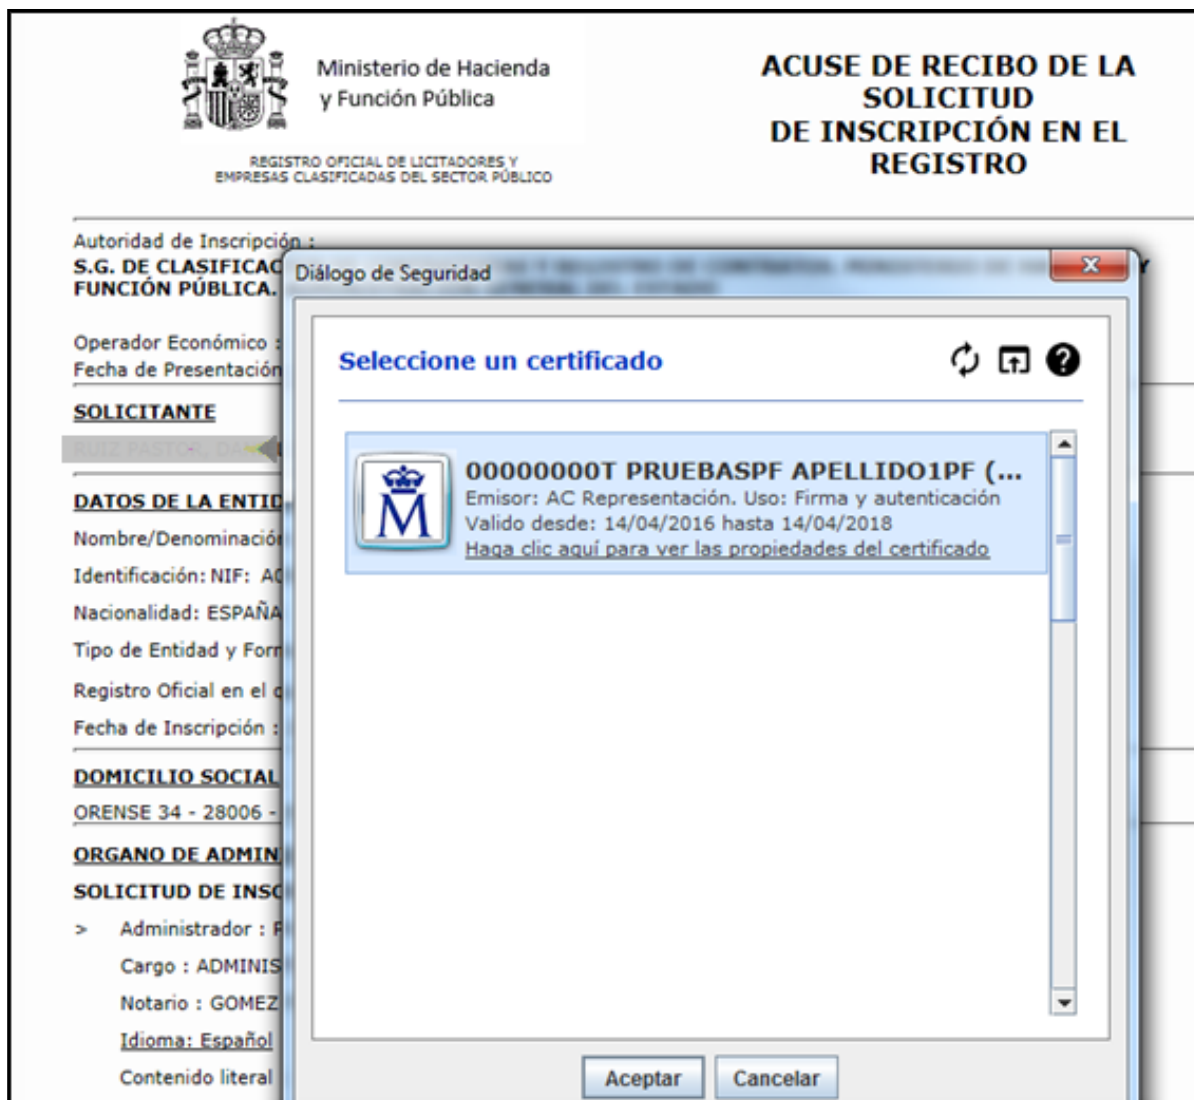 Ministerio de Hacienda
y Función Pública
REGISTRO OFICIAL DE LICITADORES Y
EMPRESAS CLASIFICADAS DEL SECTOR PÚBLICO
ACUSE DE RECIBO DE LA
SOLICITUD
DE INSCRIPCIÓN EN EL
REGISTRO
Autoridad de Inscripción :
S.G. DE CLASIFICAC
Y
FUNCIÓN PÚBLICA.
Operador Económico :
Fecha de Presentación
SOLICITANTE
RUIZ PASTOR,
DATOS DE LA ENTID
Nombre/Denominación
Identificación: NIF: A0
Nacionalidad: ESPAÑA
Tipo de Entidad y Form
Registro Oficial en el q
Fecha de Inscripción :
DOMICILIO SOCIAL
ORENSE 34 - 28006 -
ORGANO DE ADMIN
SOLICITUD DE INSC
> Administrador :
Cargo : ADMINIS
Notario : GOMEZ
Idioma: Español
Contenido literal
Diálogo de Seguridad
Seleccione un certificado
00000000T PRUEBASPF APELLIDO1PF (...
Emisor: AC Representación. Uso: Firma y autenticación
Valido desde: 14/04/2016 hasta 14/04/2018
Haga clic aquí para ver las propiedades del certificado
Aceptar
Cancelar